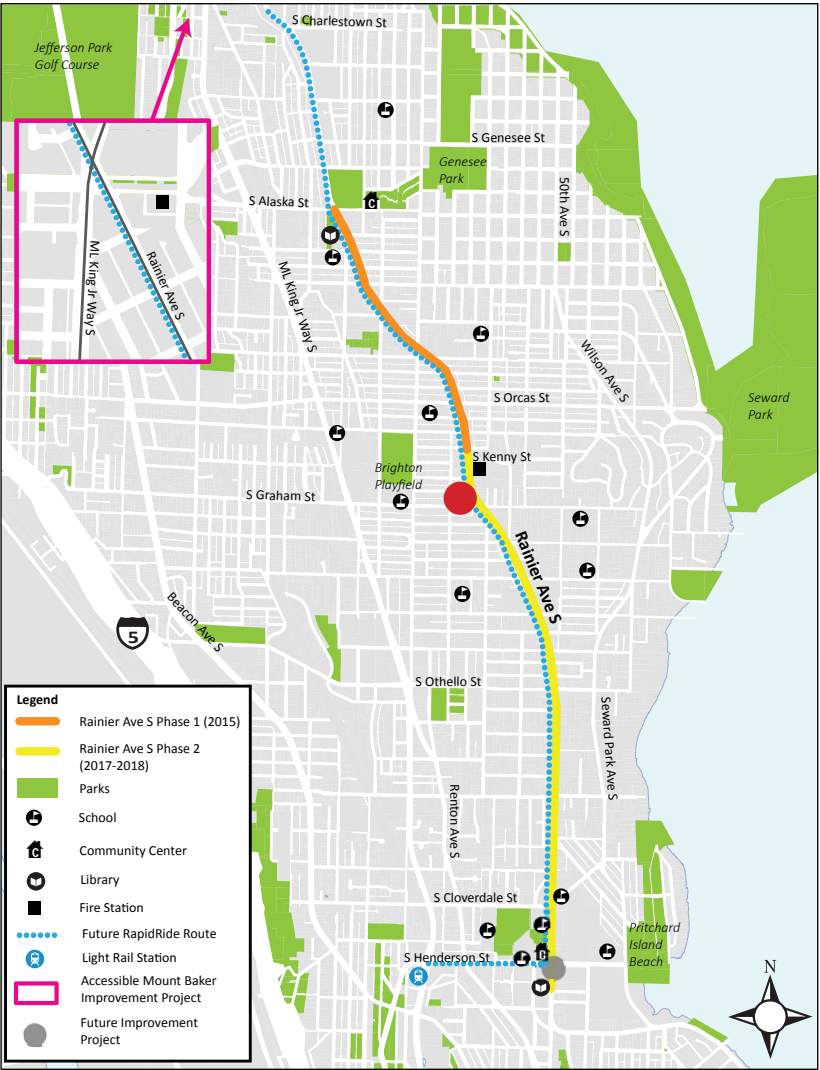 S Charlestown St
Jefferson Park
Golf Course
S Genesee St
Genesee
Park
50th Ave S
S Alaska St
ML King Jr Way S
Rainier Ave S
ML King Jr Way S
Wilson Ave S
S Orcas St
Seward
Park
S Kenny St
Brighton
Playfield
S Graham St
Rainier Ave S
Beacon Ave S
5
S Othello St
Seward Park Ave S
Renton Ave S
S Cloverdale St
Pritchard
Island
Beach
S Henderson St
C
C
N
Legend
Rainier Ave S Phase 1 (2015)
Rainier Ave S Phase 2
(2017-2018)
Parks
School
C
Community Center
Library
Fire Station
Future RapidRide Route
Light Rail Station
Accessible Mount Baker
Improvement Project
Future Improvement
Project